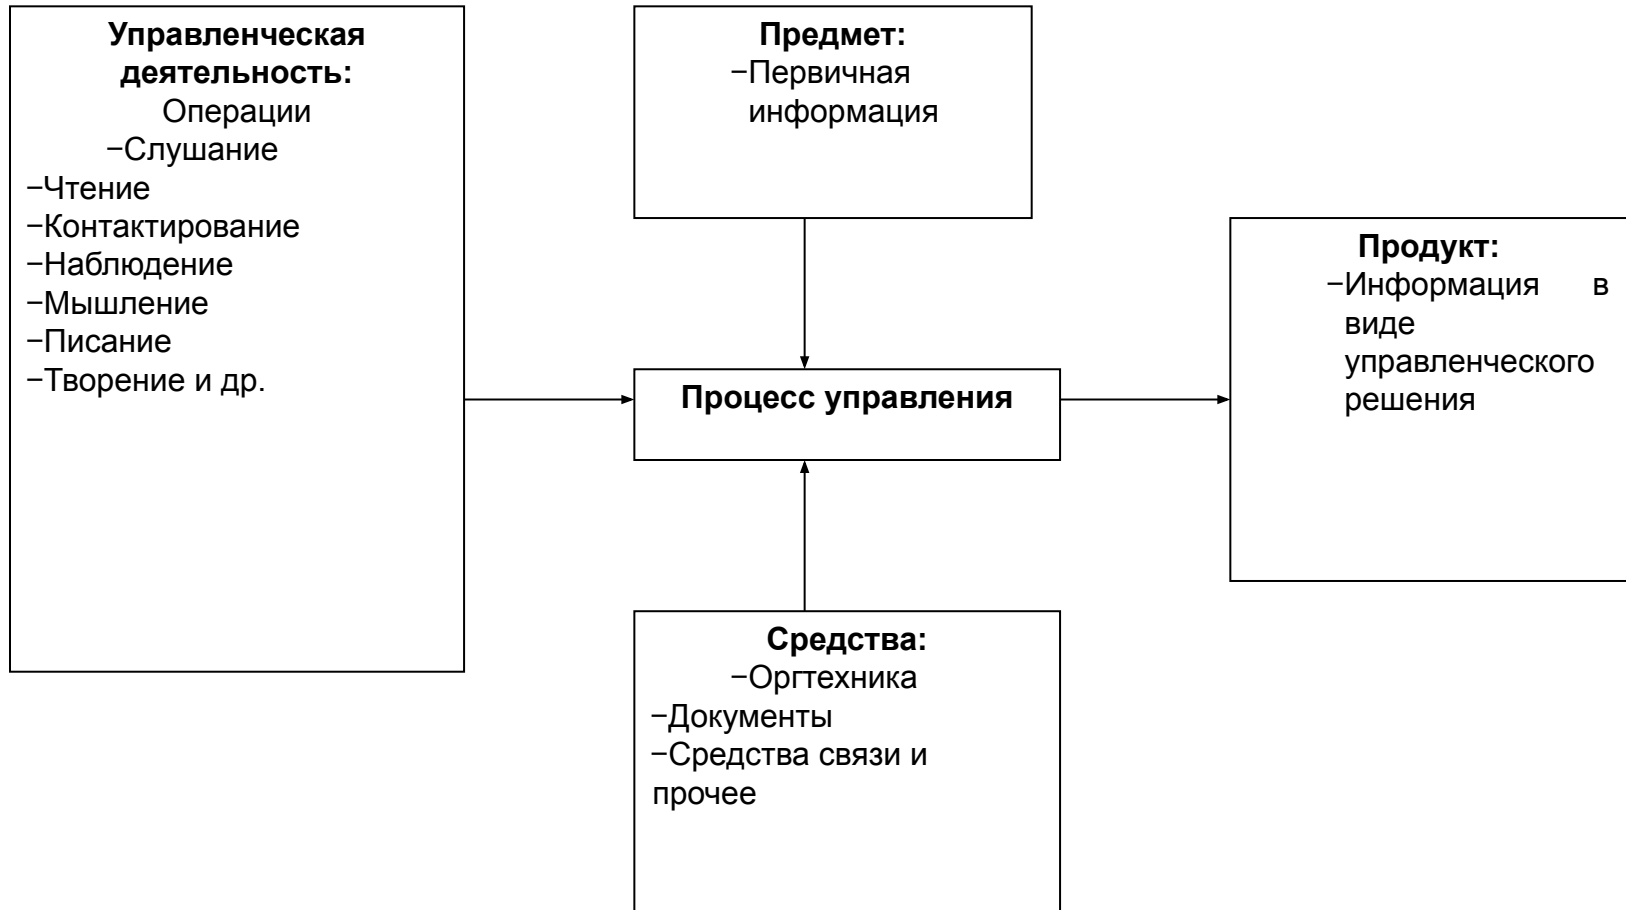 Управленческая
деятельность:
Операции
−Слушание
−Чтение
−Контактирование
−Наблюдение
−Мышление
−Писание
−Творение и др.
Предмет:
−Первичная
информация
Процесс управления
Средства:
−Оргтехника
−Документы
−Средства связи и
прочее
Продукт:
−Информация в
виде
управленческого
решения